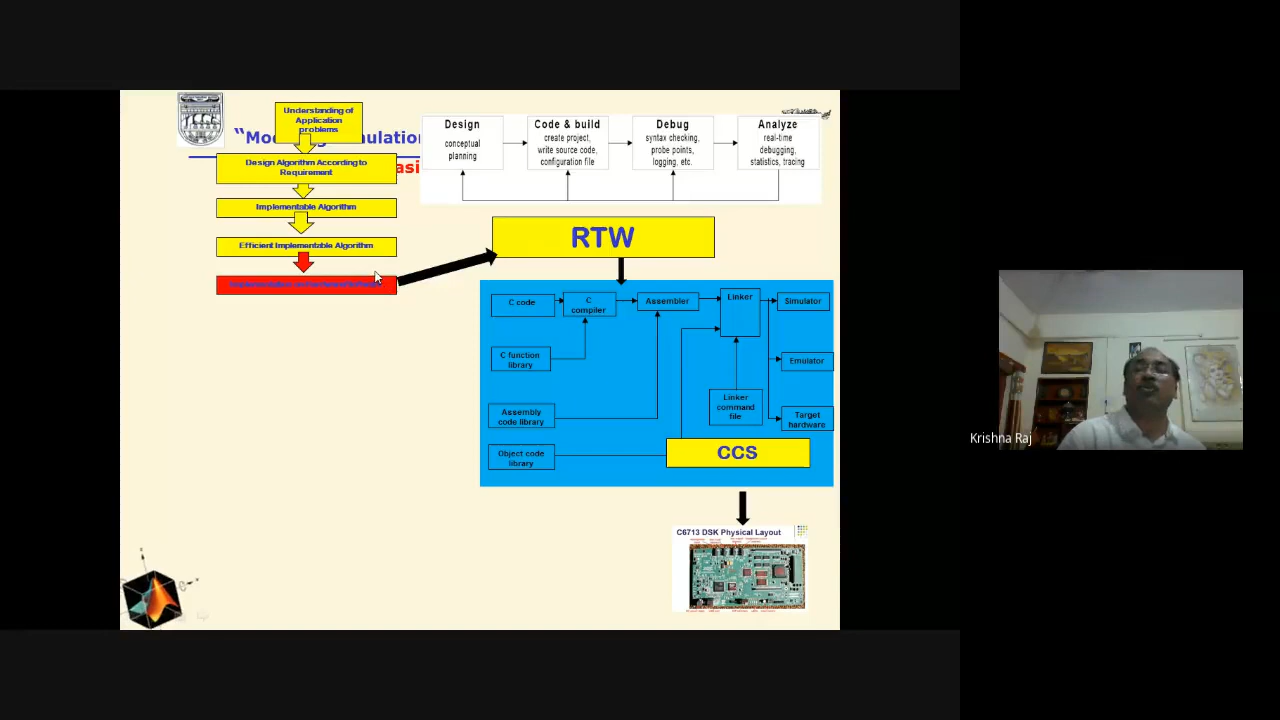 Understanding of
Application
problems
Design Algorithm According to
Requirement
Implementable Algorithm
Efficient Implementable Algorithm
Design
conceptual
planning
Code & build
create project,
write source code,
configuration file
Debug
syntax checking,
probe points,
logging, etc.
Analyze
real-time
debugging,
statistics, tracing
RTW
C code
C
compiler
Assembler
Linker
Simulator
C function
library
Emulator
Assembly
code library
Linker
command
file
Target
hardware
Object code
library
CCS
C6713 DSK Physical Layout
Krishna Raj